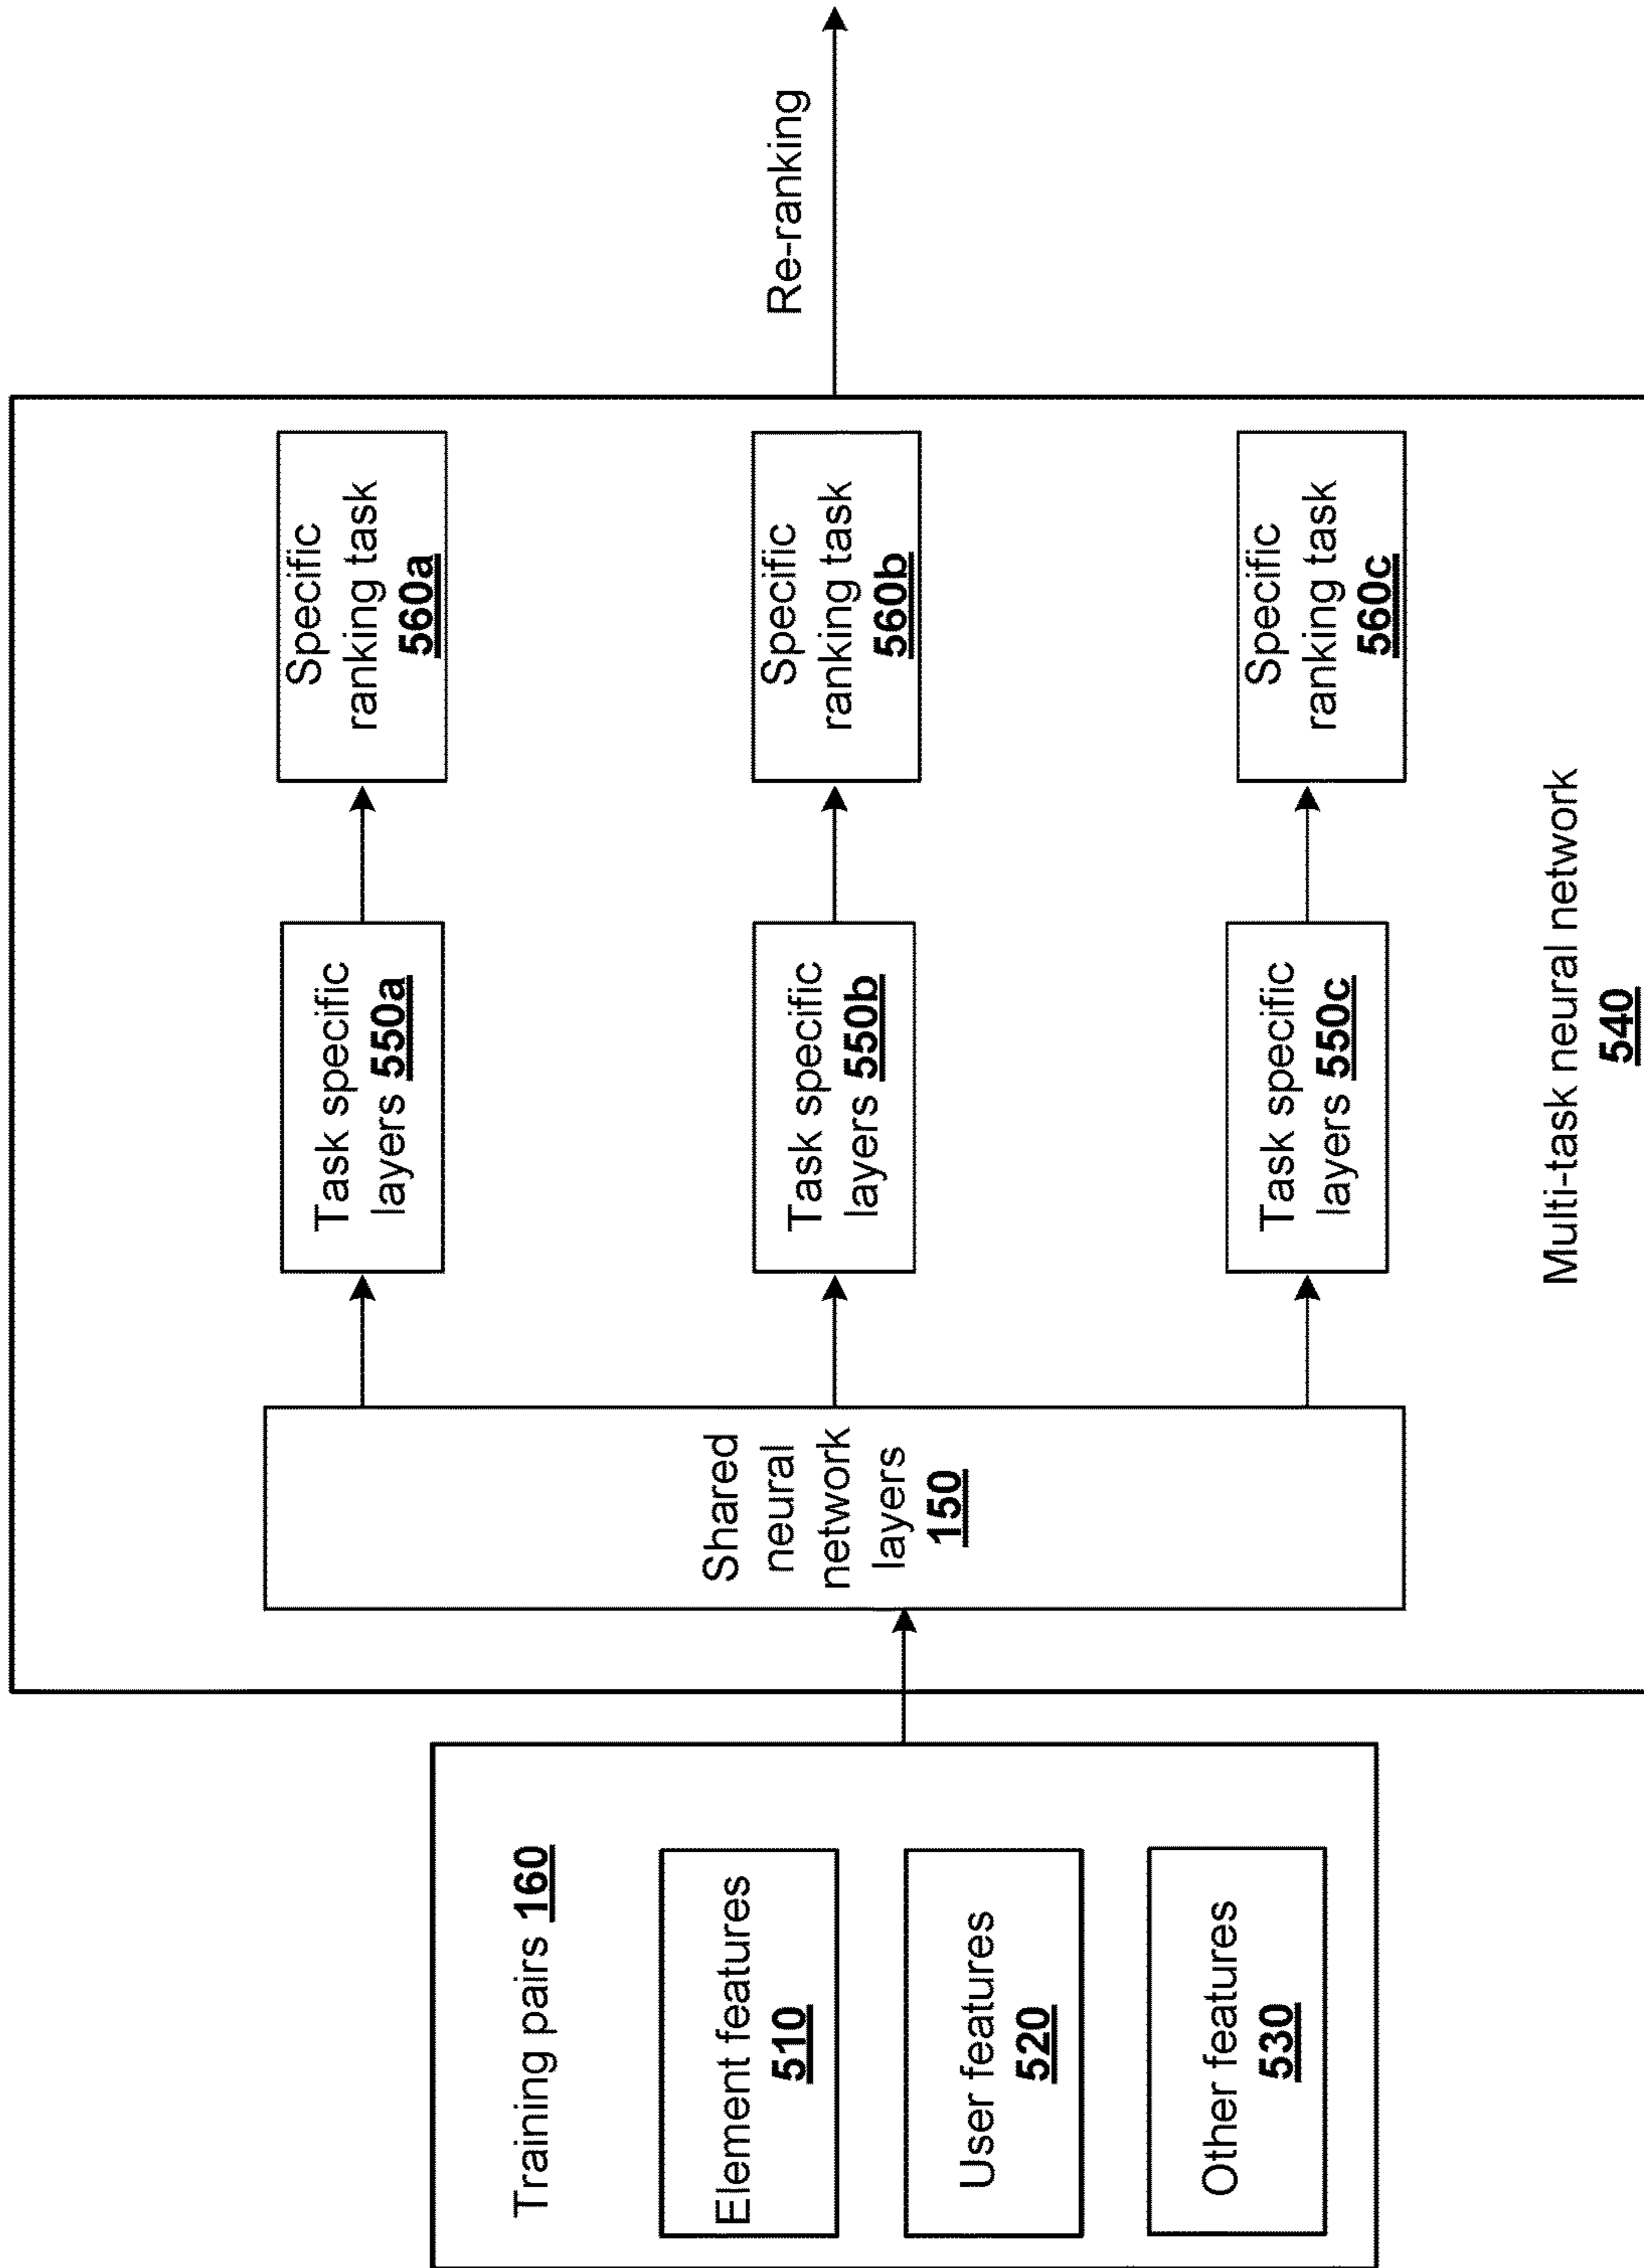 Training pairs 160
Element features
510
User features
520
Other features
530
Shared
neural
network
layers
150
Task specific
layers 550a
Task specific
layers 550b
Task specific
layers 550c
Specific
ranking task
560a
Specific
ranking task
560b
Specific
ranking task
560c
Multi-task neural network
540
Re-ranking